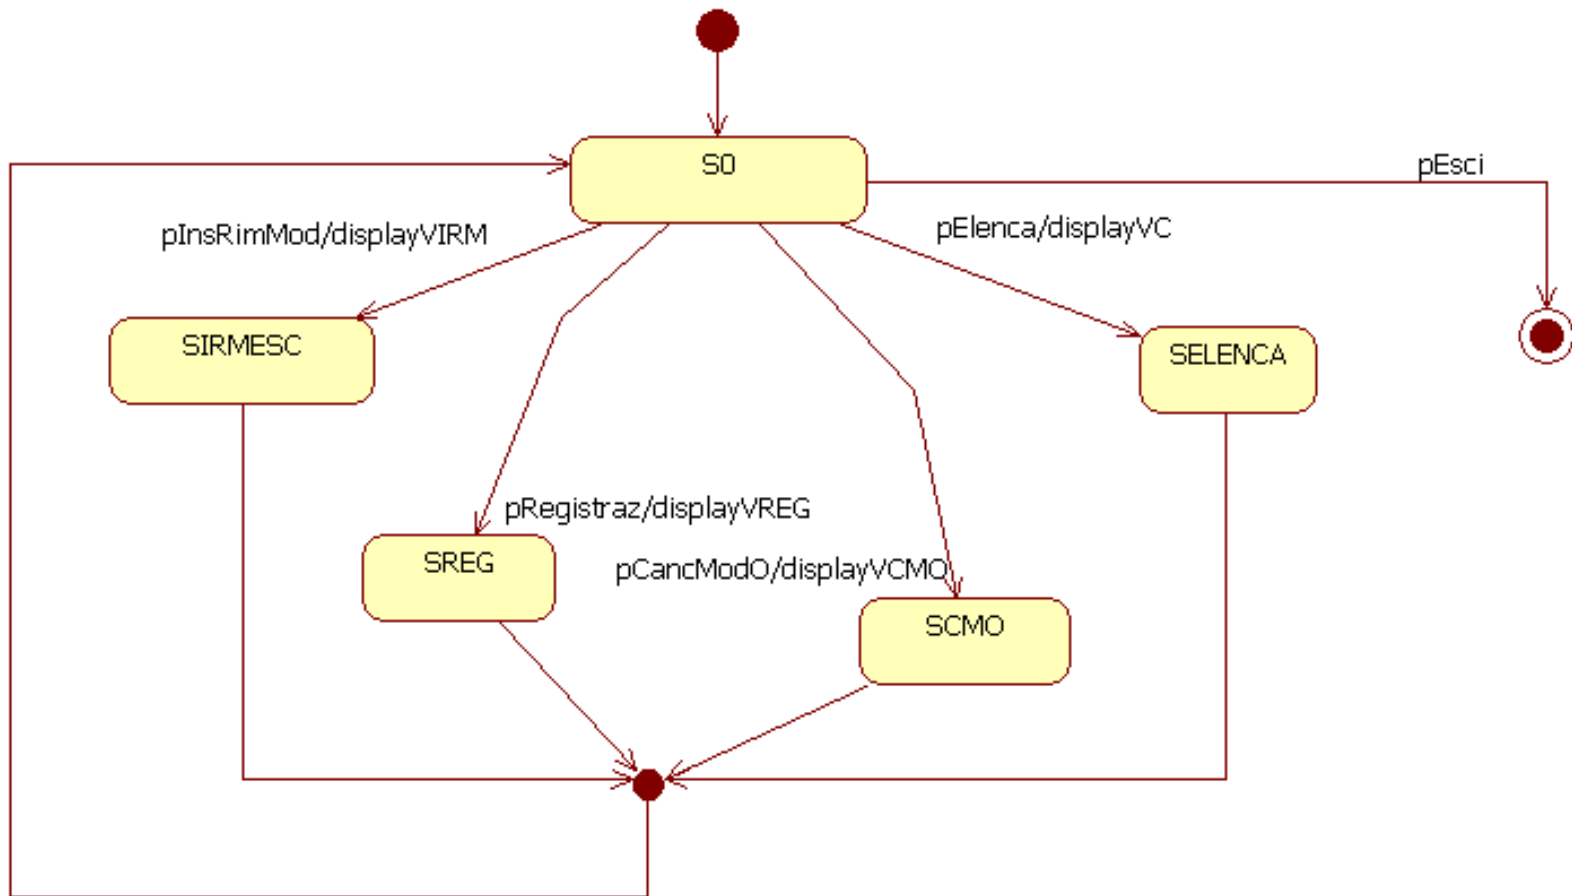 S0
pEsci
pInsRimMod/displayVIRM
pElenca/displayVC
SIRMESC
SELENCA
pRegistraz/displayVREG
SREG
pCancModO/displayVCMO
SCMO